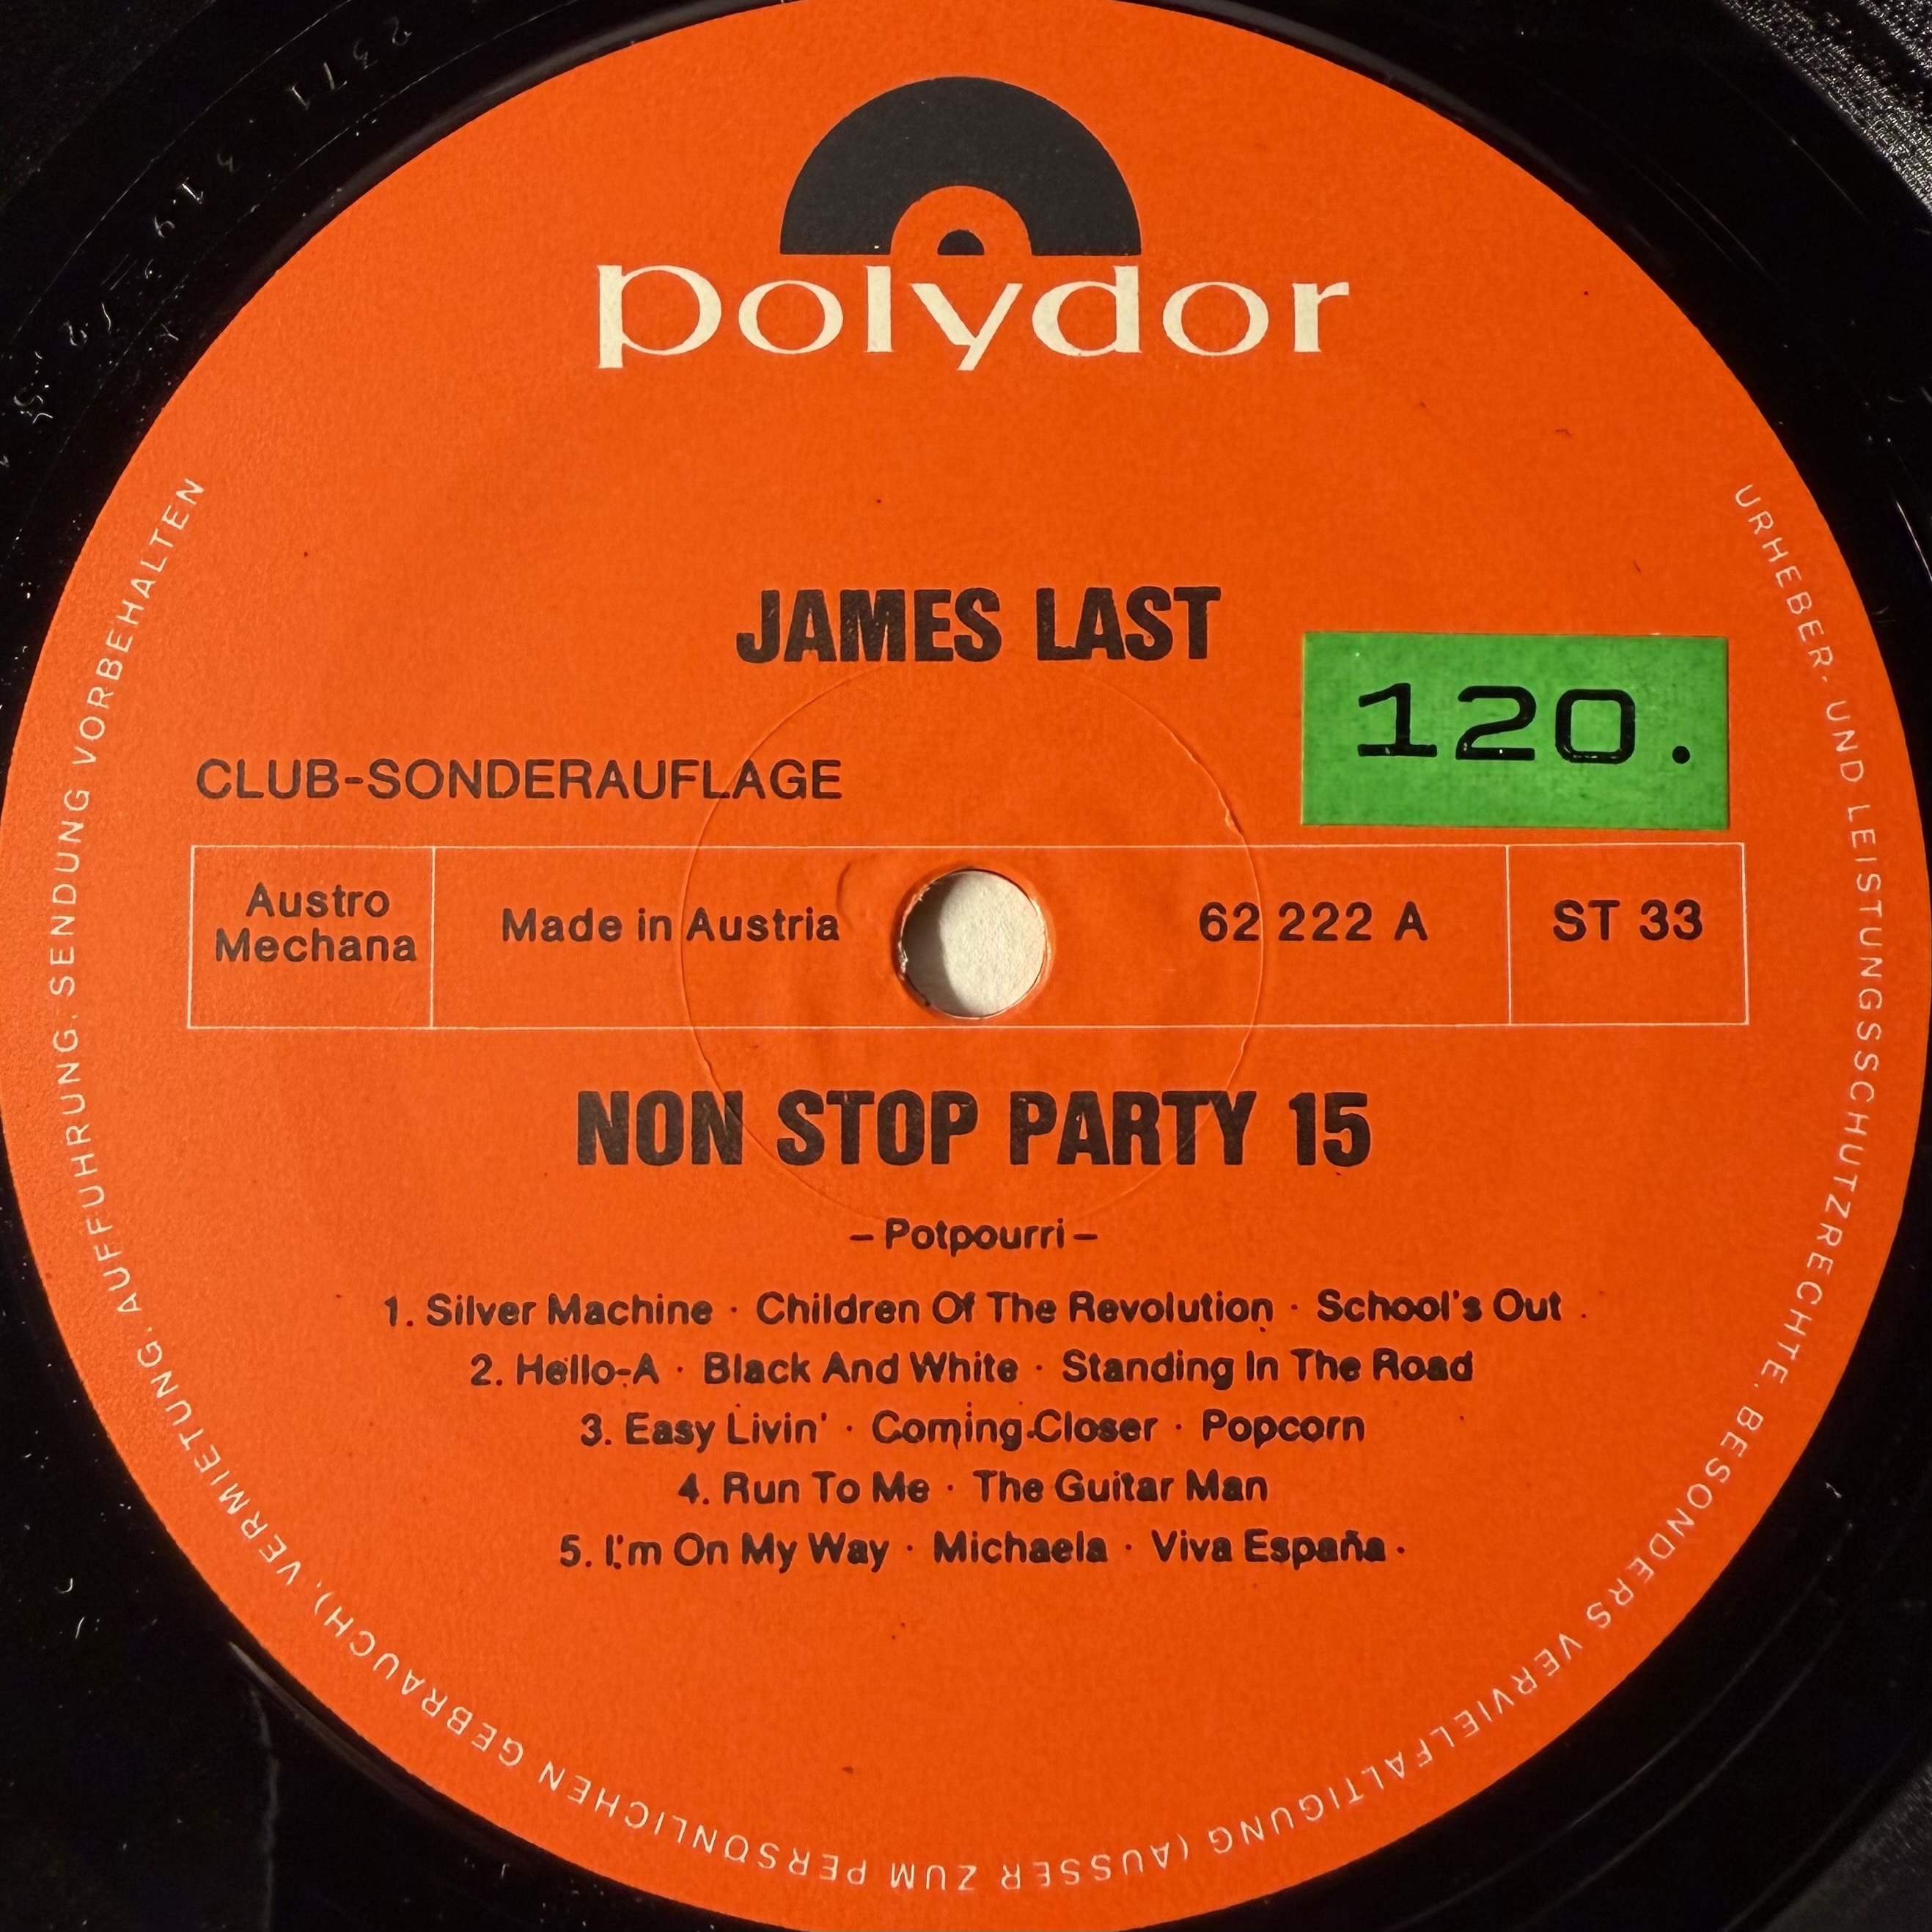 polydor
JAMES LAST
120.
CLUB-SONDERAUFLAGE
Austro
Mechana
Made in Austria
62 222 A
ST 33
NON STOP PARTY 15
– Potpourri –
1. Silver Machine · Children Of The Revolution · School's Out
2. Hello-A · Black And White · Standing In The Road
3. Easy Livin' · Coming Closer · Popcorn
4. Run To Me · The Guitar Man
5. I'm On My Way · Michaela · Viva España
URHEBER- UND LEISTUNGSSCHUTZRECHTE, BESONDERS VERVIELFALTIGUNG (AUSSER ZUM PERSONLICHEN GEBRAUCH), VERMIETUNG, AUFFUHRUNG, SENDUNG VORBEHALTEN